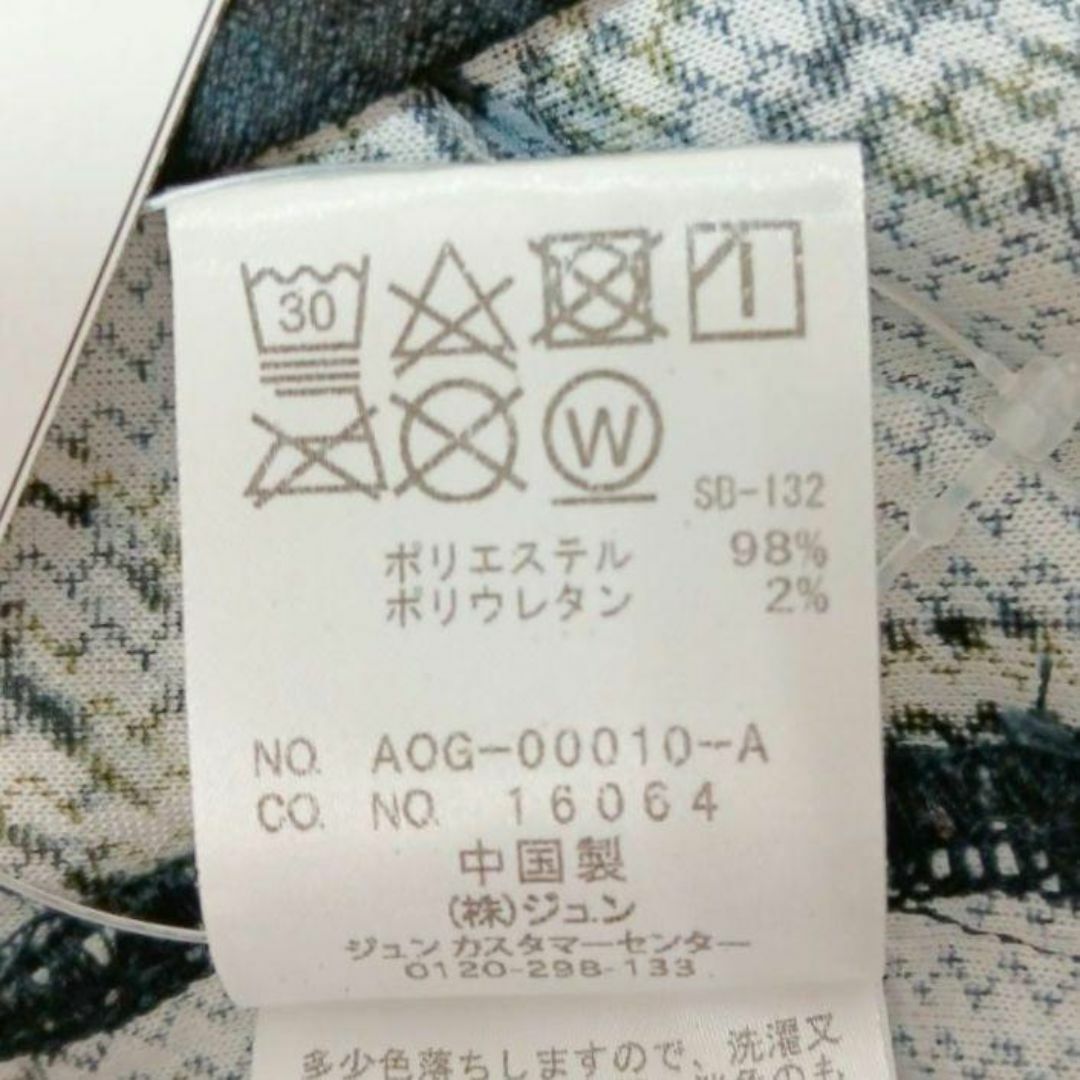 30
W
SD-132
ポリエステル 98%
ポリウレタン 2%
NO. AOG-00010-A
CO. NO. 16064
中国製
(株)ジュン
ジュン カスタマーセンター
0120-298-133
多少色落ちしますので、洗濯又